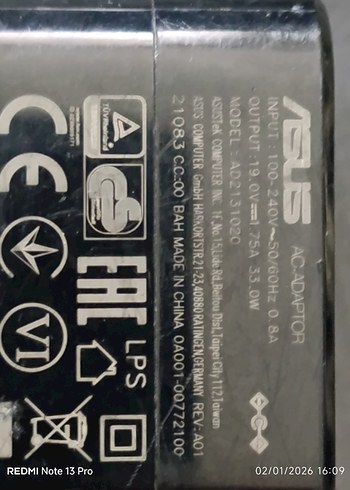 ASUS AC-ADAPTOR
INPUT : 100-240V~50/60Hz 0.8A
OUTPUT : 19.0V⎓1.75A 33.0W
MODEL : AD2131020
ASUSTeK COMPUTER INC. 1F.,No.15,Lide Rd.,Beitou Dist.,Taipei City 112,Taiwan
ASUS COMPUTER GmbH HARKORTSTR.21-23,40880 RATINGEN,GERMANY REV: A01
21083 CC:00 BAH MADE IN CHINA 0A001-00772100
TÜVRheinland
GS
EAC
LPS
CE
VI
REDMI Note 13 Pro
02/01/2026 16:09